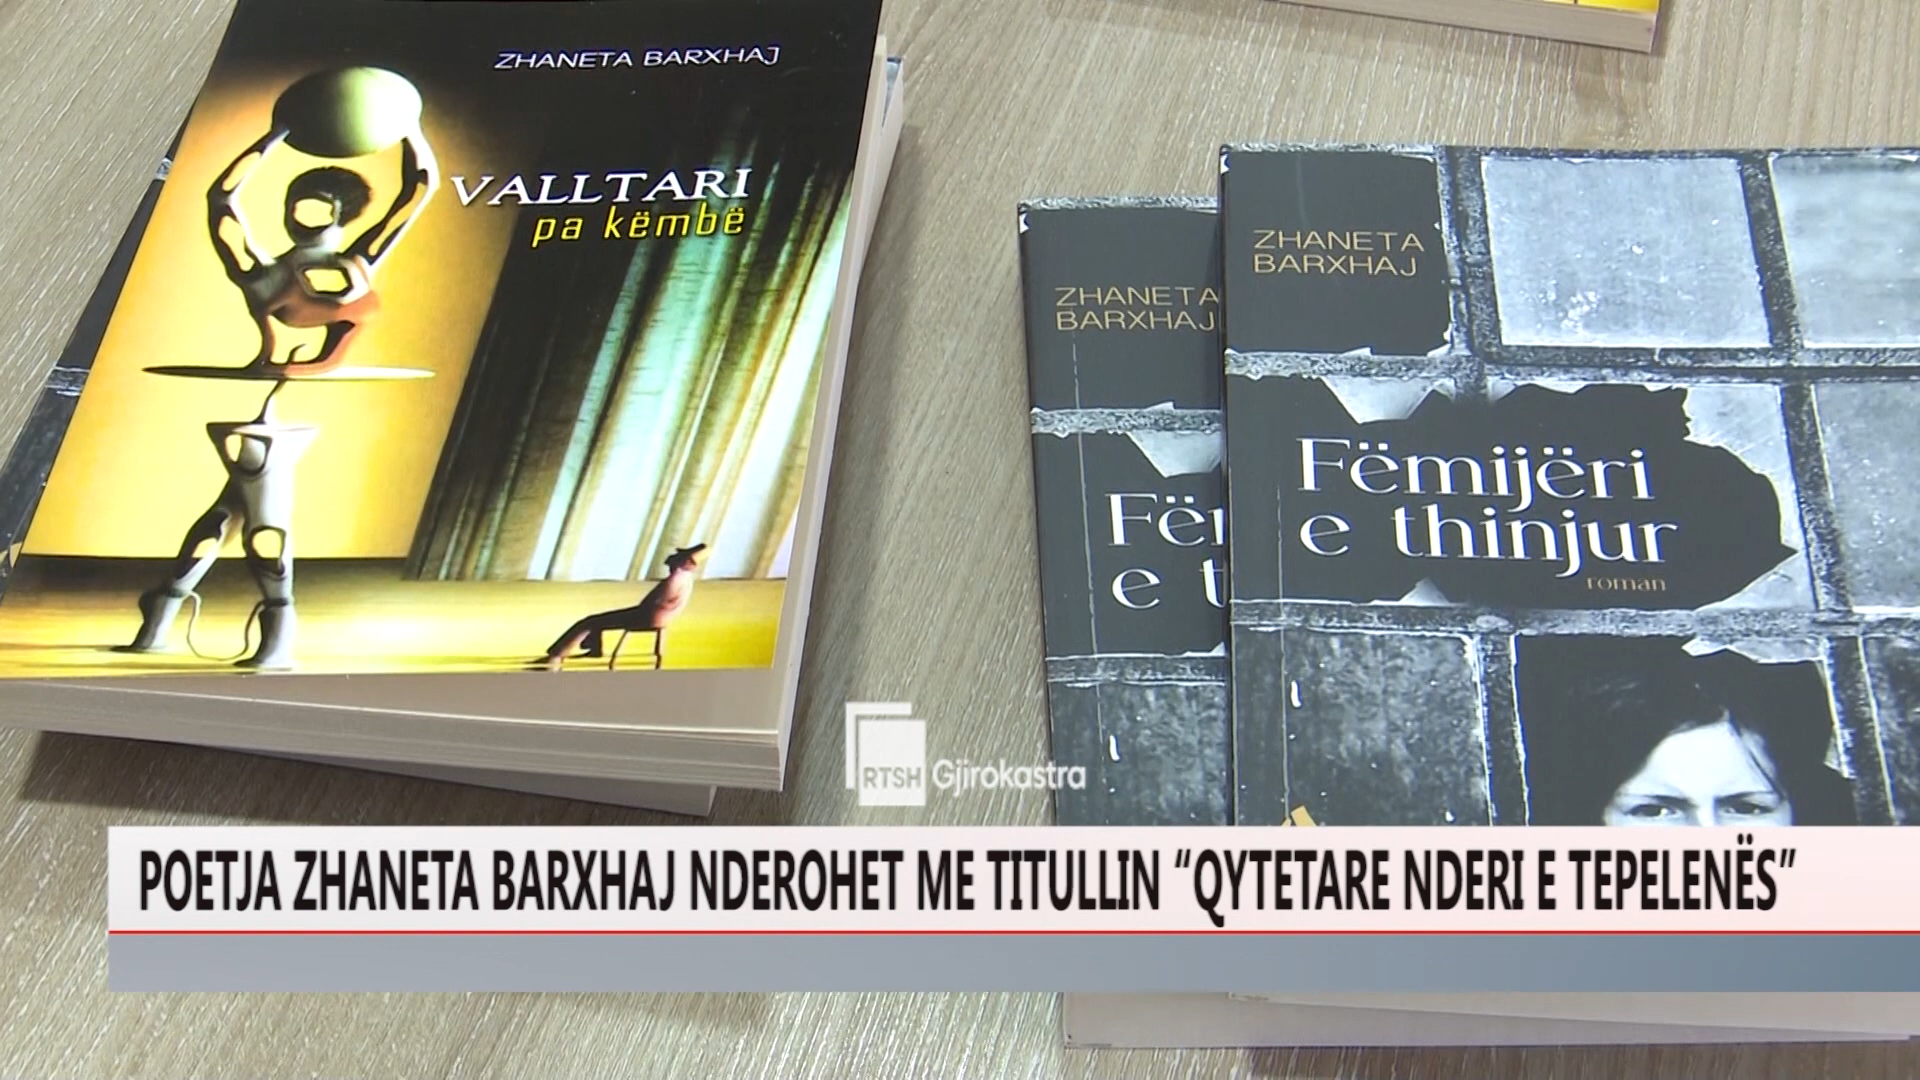 ZHANETA BARXHAJ
VALLTARI
pa këmbë
ZHANETA
BARXHAJ
Fë
e t
ZHANETA
BARXHAJ
Fëmijëri
e thinjur
roman
RTSH Gjirokastra
POETJA ZHANETA BARXHAJ NDEROHET ME TITULLIN “QYTETARE NDERI E TEPELENËS”